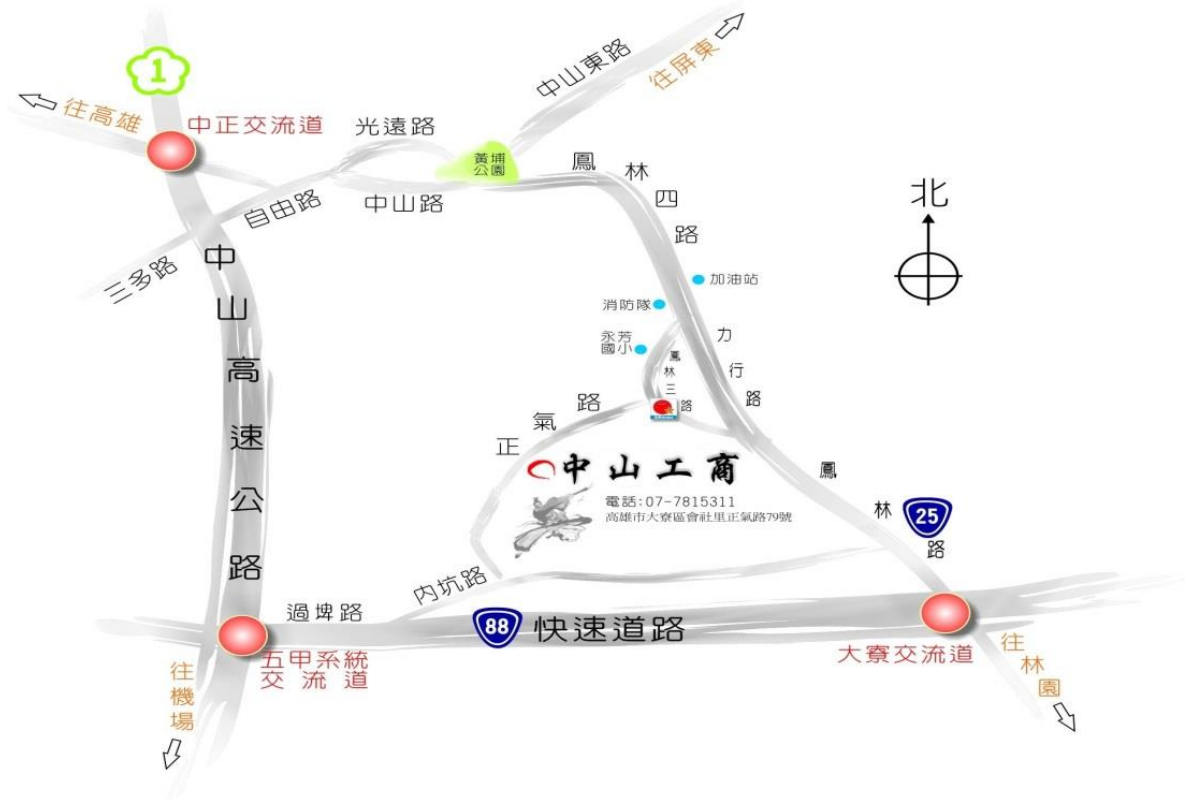 1
往高雄
中正交流道
光遠路
中山東路
往屏東
黃埔
公園
自由路
中山路
鳳林四路
三多路
北
加油站
消防隊
永芳
國小
鳳林三路
力行路
中山高速公路
正氣路
中山工商
電話:07-7815311
高雄市大寮區會社里正氣路79號
鳳林路
25
內坑路
過埤路
88
快速道路
五甲系統
交流道
大寮交流道
往機場
往林園